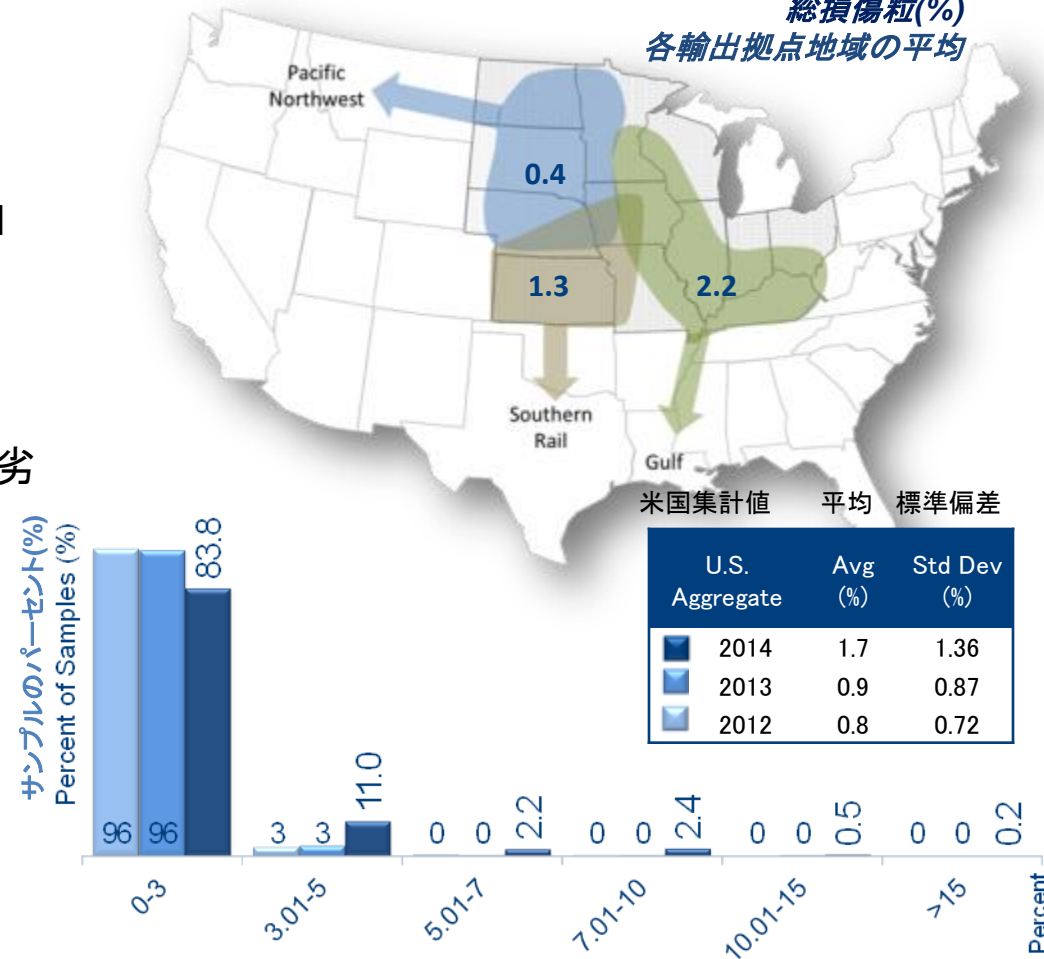 総損傷粒(%)
各輸出拠点地域の平均
Pacific
Northwest
0.4
1.3
2.2
Southern
Rail
Gulf
劣
米国集計値 平均 標準偏差
U.S. Aggregate Avg (%) Std Dev (%)
2014 1.7 1.36
2013 0.9 0.87
2012 0.8 0.72
サンプルのパーセント(%)
Percent of Samples (%)
96 96 83.8
3 3 11.0
0 0 2.2
0 0 2.4
0 0 0.5
0 0 0.2
0-3
3.01-5
5.01-7
7.01-10
10.01-15
>15
Percent